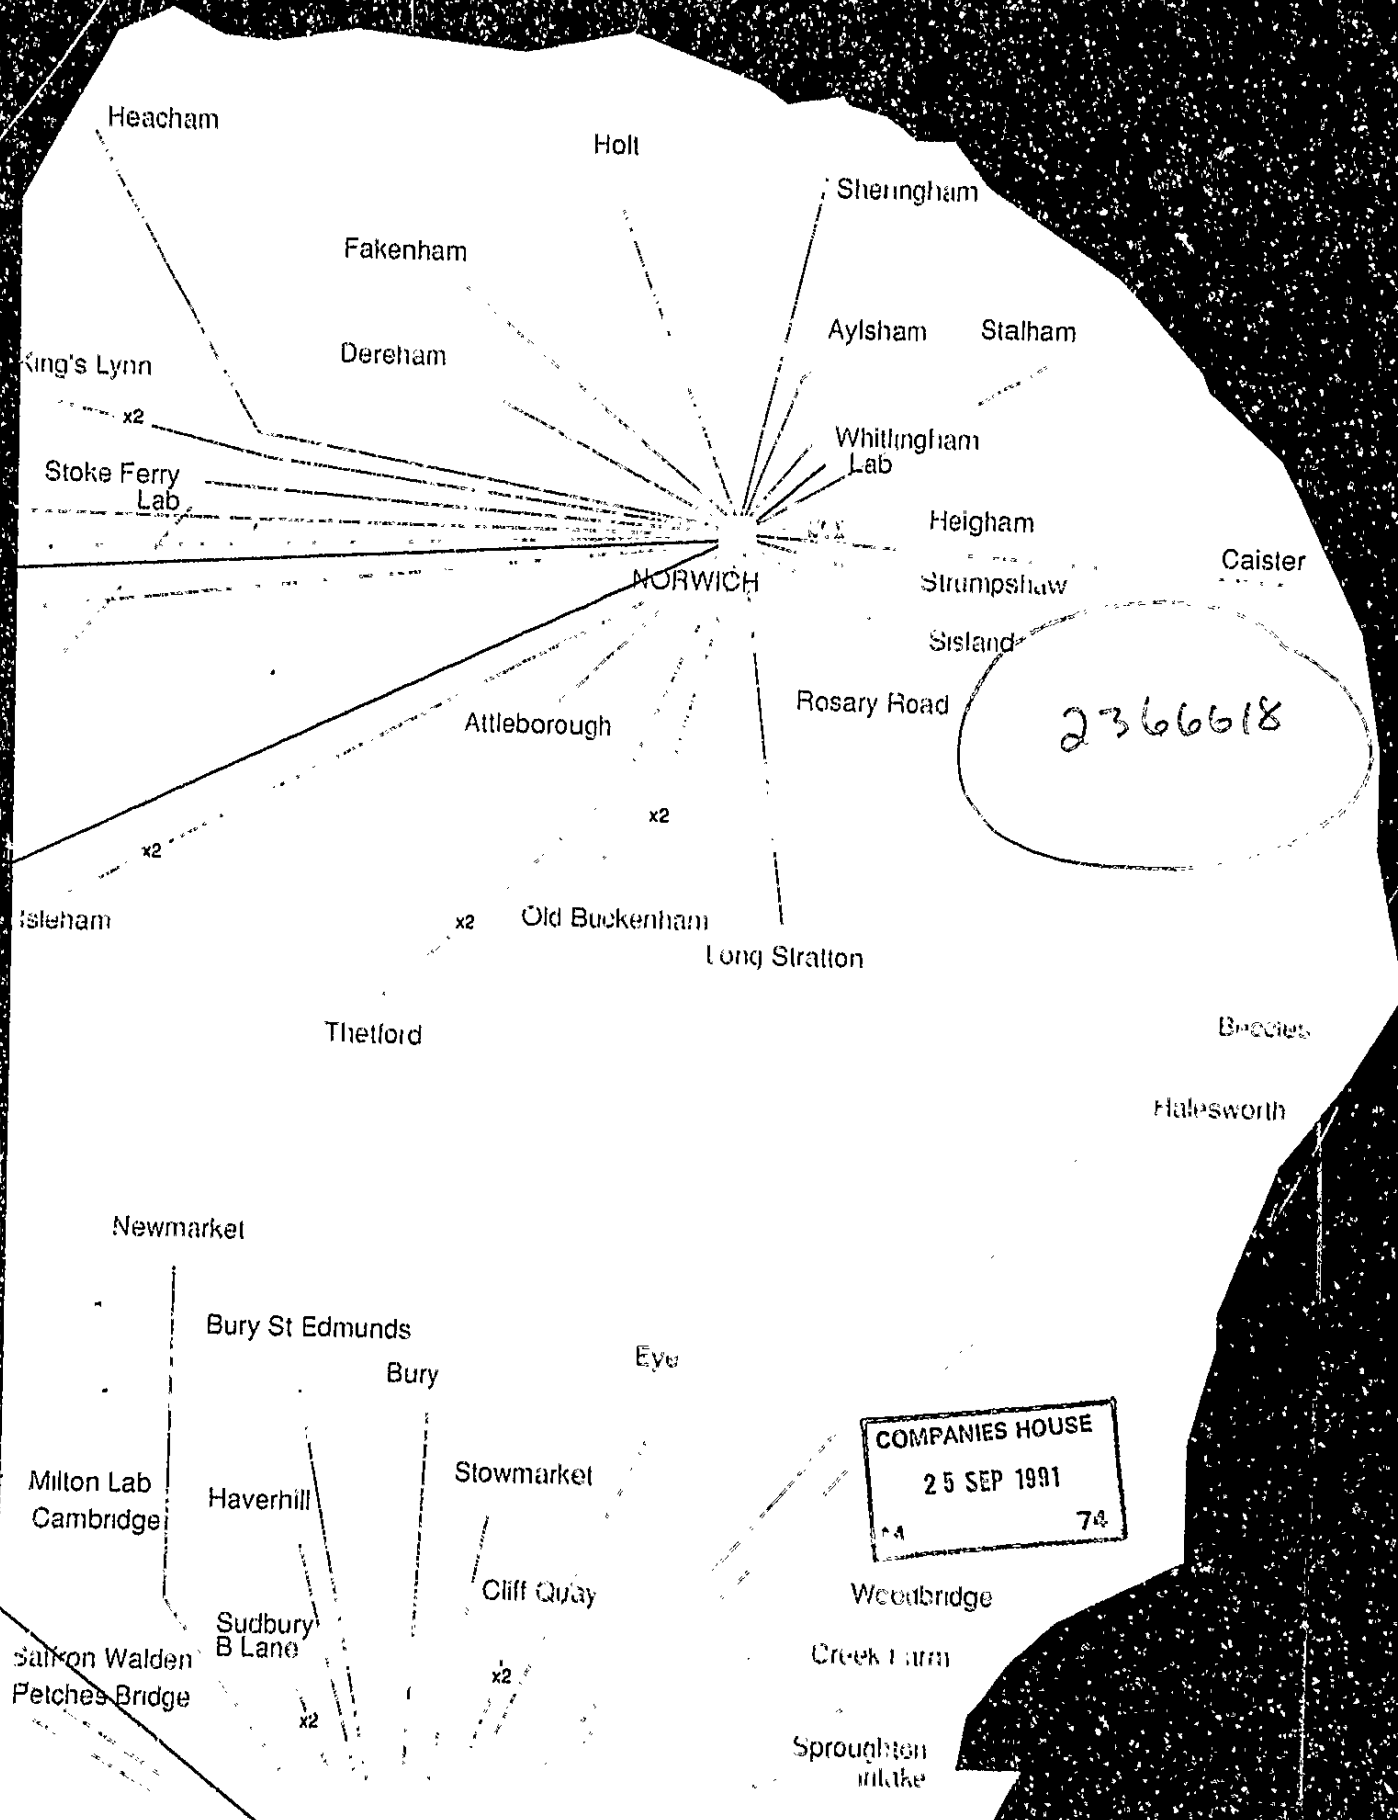 Heacham
Holt
Sheringham
Fakenham
Aylsham
Stalham
Dereham
King's Lynn
x2
Whitlingham
Lab
Stoke Ferry
Lab
Heigham
Caister
NORWICH
Strumpshaw
Sisland
Rosary Road
2366618
Attleborough
x2
x2
Isleham
x2
Old Buckenham
Long Stratton
Thetford
Beccles
Halesworth
Newmarket
Bury St Edmunds
Eye
Bury
COMPANIES HOUSE
25 SEP 1991
74
Stowmarket
Milton Lab
Cambridge
Haverhill
Cliff Quay
Woodbridge
Sudbury
B Lane
Saffron Walden
Petches Bridge
Creek Farm
x2
x2
Sproughton
Intake